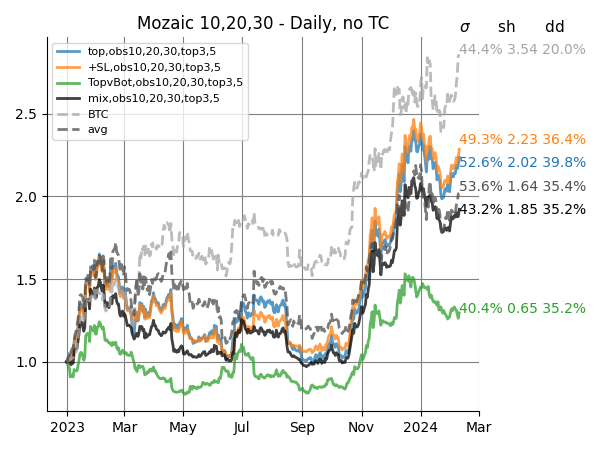 Mozaic 10,20,30 - Daily, no TC
σ sh dd
top,obs10,20,30,top3,5
+SL,obs10,20,30,top3,5
TopvBot,obs10,20,30,top3,5
mix,obs10,20,30,top3,5
BTC
avg
44.4% 3.54 20.0%
49.3% 2.23 36.4%
52.6% 2.02 39.8%
53.6% 1.64 35.4%
43.2% 1.85 35.2%
40.4% 0.65 35.2%
2.5
2.0
1.5
1.0
2023 Mar May Jul Sep Nov 2024 Mar